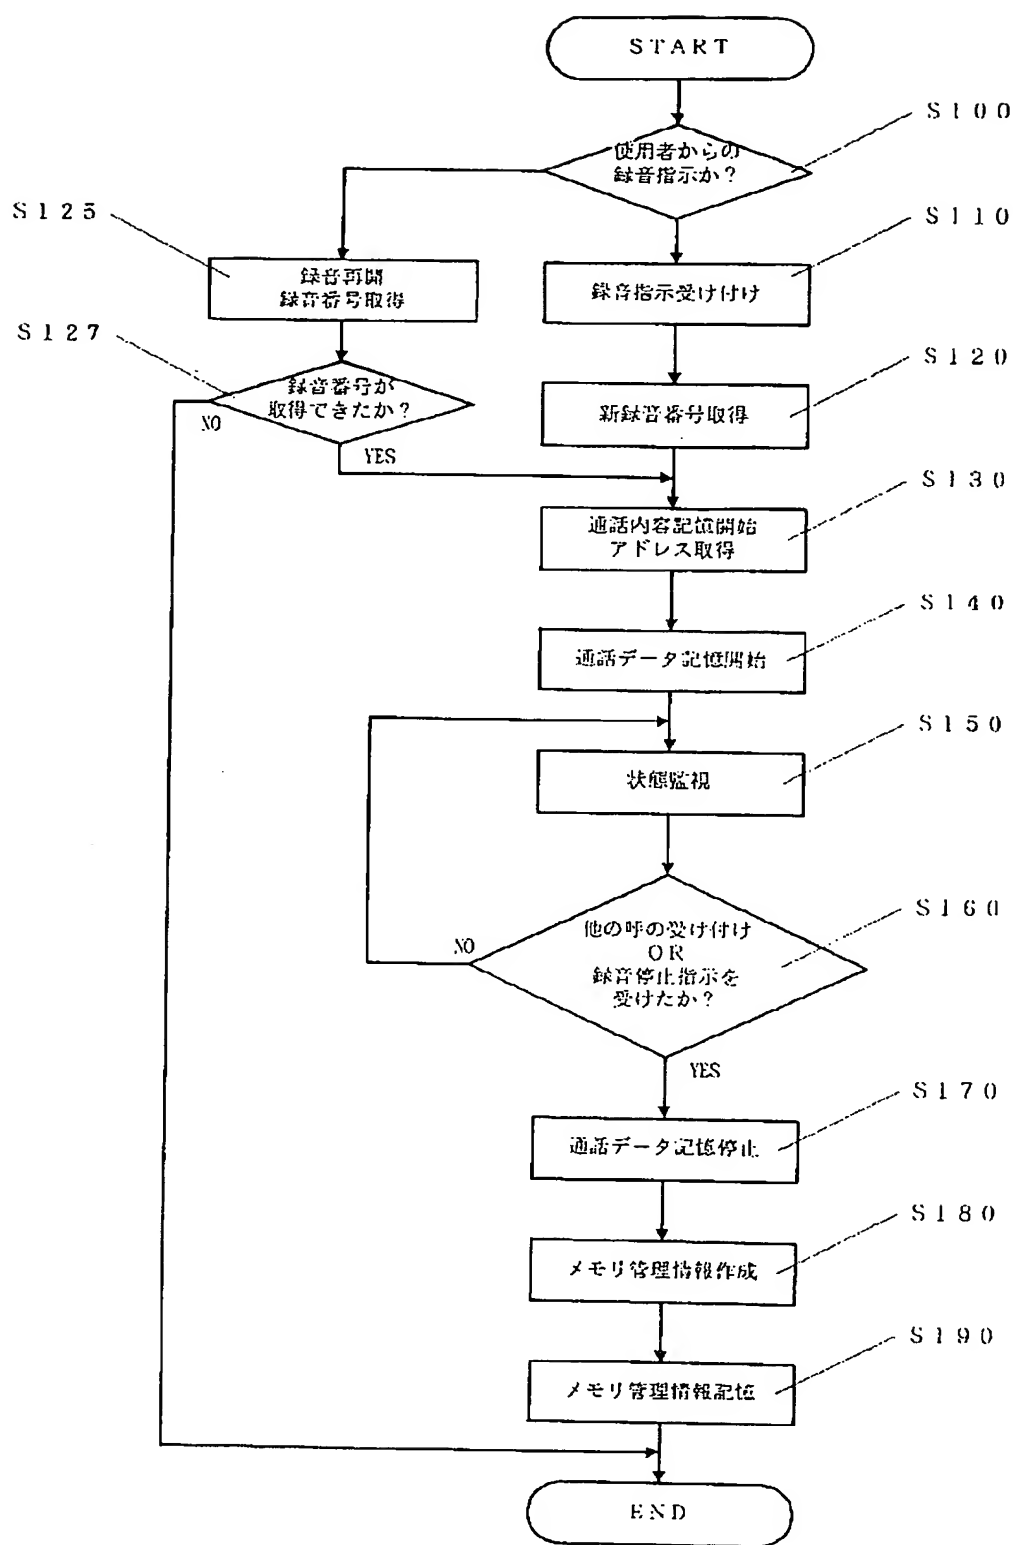 START
S100
使用者からの
録音指示か?
S125
S110
録音再開
録音番号取得
録音指示受け付け
S127
S120
録音番号が
取得できたか?
新録音番号取得
NO
YES
S130
通話内容記憶開始
アドレス取得
S140
通話データ記憶開始
S150
状態監視
S160
他の呼の受け付け
OR
録音停止指示を
受けたか?
NO
YES
S170
通話データ記憶停止
S180
メモリ管理情報作成
S190
メモリ管理情報記憶
END